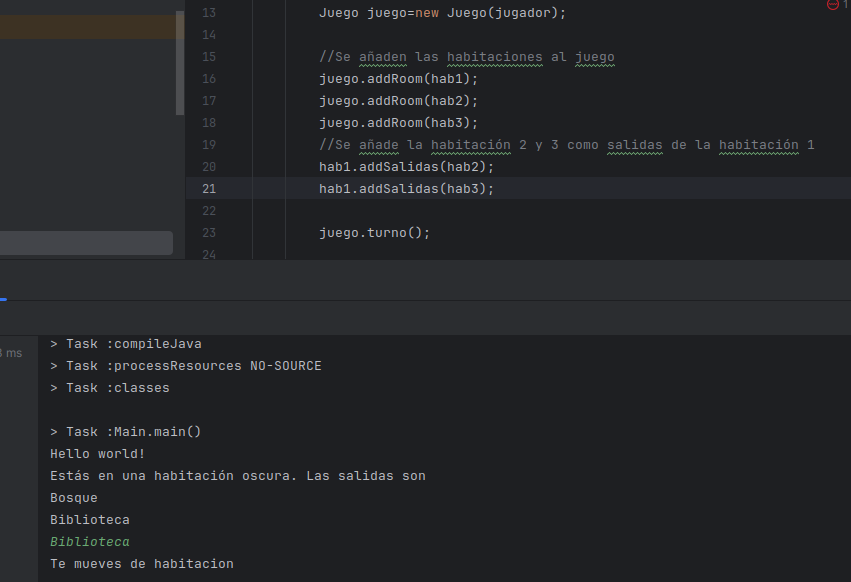 1
13 Juego juego=new Juego(jugador);
14
15 //Se añaden las habitaciones al juego
16 juego.addRoom(hab1);
17 juego.addRoom(hab2);
18 juego.addRoom(hab3);
19 //Se añade la habitación 2 y 3 como salidas de la habitación 1
20 hab1.addSalidas(hab2);
21 hab1.addSalidas(hab3);
22
23 juego.turno();
24
> Task :compileJava
ms
> Task :processResources NO-SOURCE
> Task :classes
> Task :Main.main()
Hello world!
Estás en una habitación oscura. Las salidas son
Bosque
Biblioteca
Biblioteca
Te mueves de habitacion